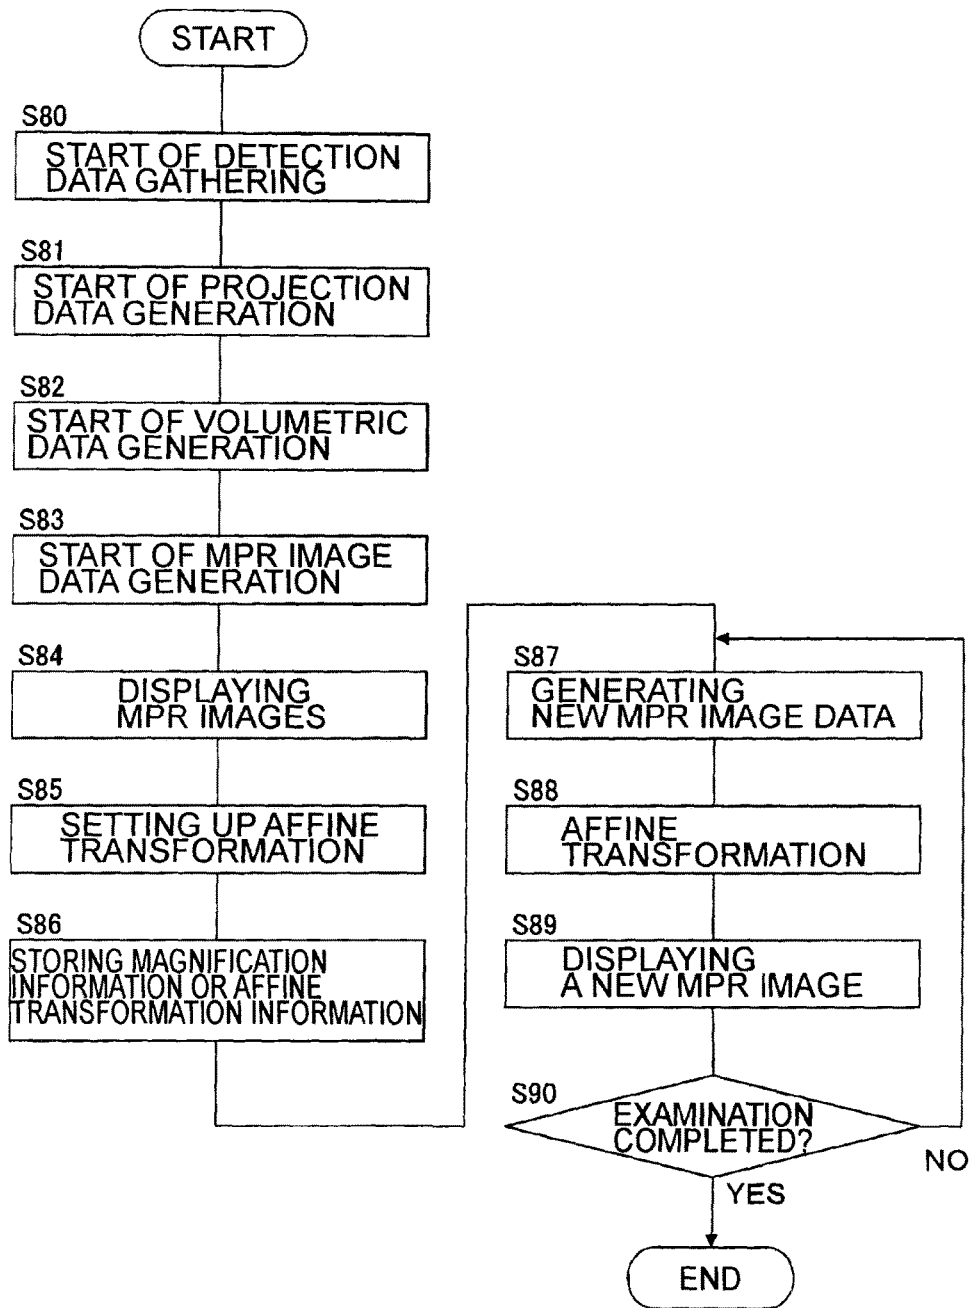 START
S80
START OF DETECTION
DATA GATHERING
S81
START OF PROJECTION
DATA GENERATION
S82
START OF VOLUMETRIC
DATA GENERATION
S83
START OF MPR IMAGE
DATA GENERATION
S84
DISPLAYING
MPR IMAGES
S85
SETTING UP AFFINE
TRANSFORMATION
S86
STORING MAGNIFICATION
INFORMATION OR AFFINE
TRANSFORMATION INFORMATION
S87
GENERATING
NEW MPR IMAGE DATA
S88
AFFINE
TRANSFORMATION
S89
DISPLAYING
A NEW MPR IMAGE
S90
EXAMINATION
COMPLETED?
NO
YES
END